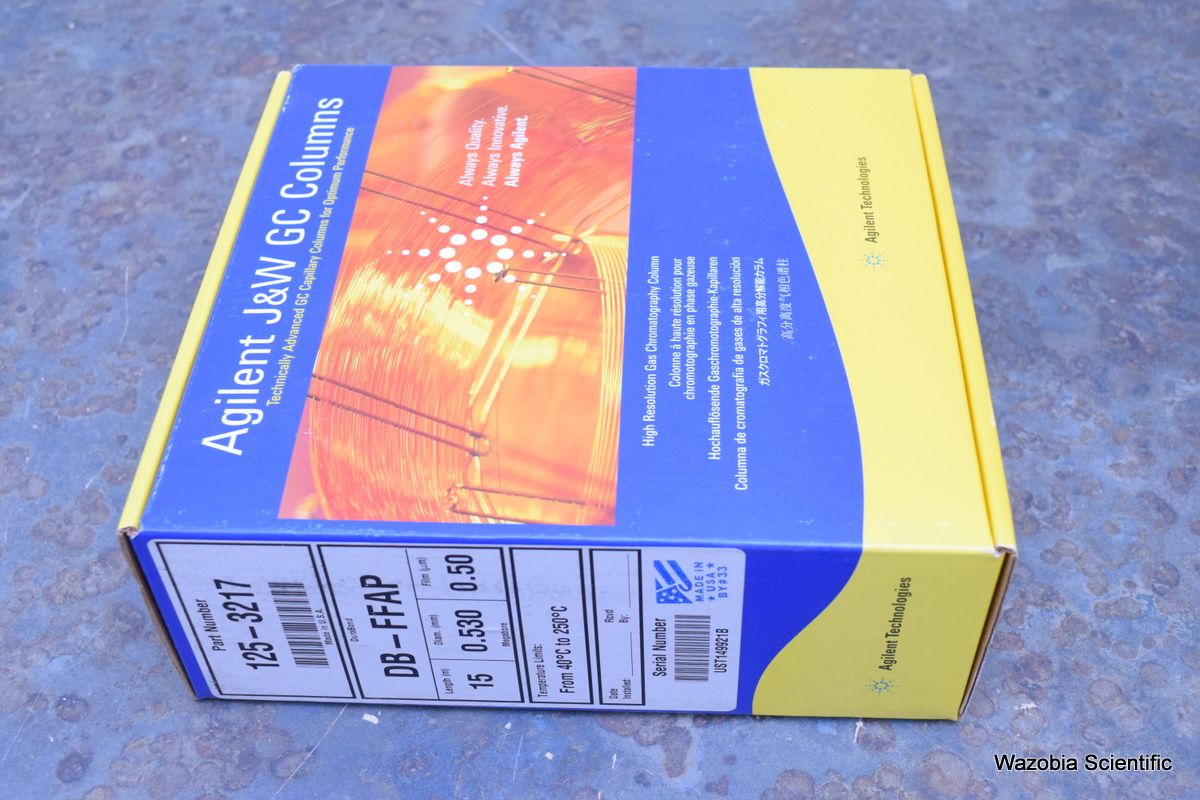 Agilent J&W GC Columns
Technically Advanced GC Capillary Columns for Optimum Performance
Always Quality.
Always Innovative.
Always Agilent.
High Resolution Gas Chromatography Column
Colonne à haute résolution pour
chromotographie en phase gazeuse
Hochauflösende Gaschromotographie-Kapillaren
Columna de cromatografia de gases de alta resolución
ガスクロマトグラフィ用高分解能カラム
高分离度气相色谱柱
Agilent Technologies
Part Number
125-3217
Made in U.S.A.
DuraBond
DB-FFAP
Length (m) Diam. (mm) Film (µm)
15 0.530 0.50
Megabore
Temperature Limits:
From 40°C to 250°C
Date Installed: Rcvd By:
Serial Number
UST149921B
MADE IN
USA
BY#33
Agilent Technologies
Wazobia Scientific